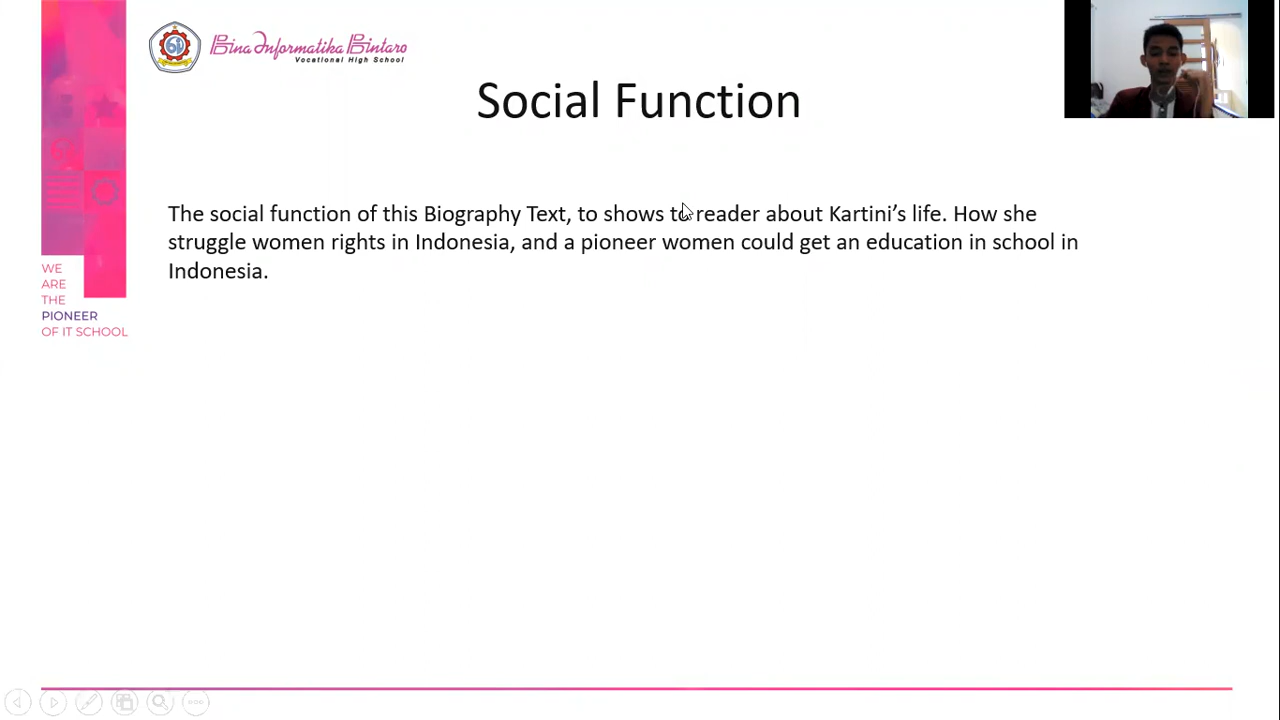 Bina Informatika Bintaro
Vocational High School
Social Function
The social function of this Biography Text, to shows to reader about Kartini’s life. How she
struggle women rights in Indonesia, and a pioneer women could get an education in school in
Indonesia.
WE
ARE
THE
PIONEER
OF IT SCHOOL